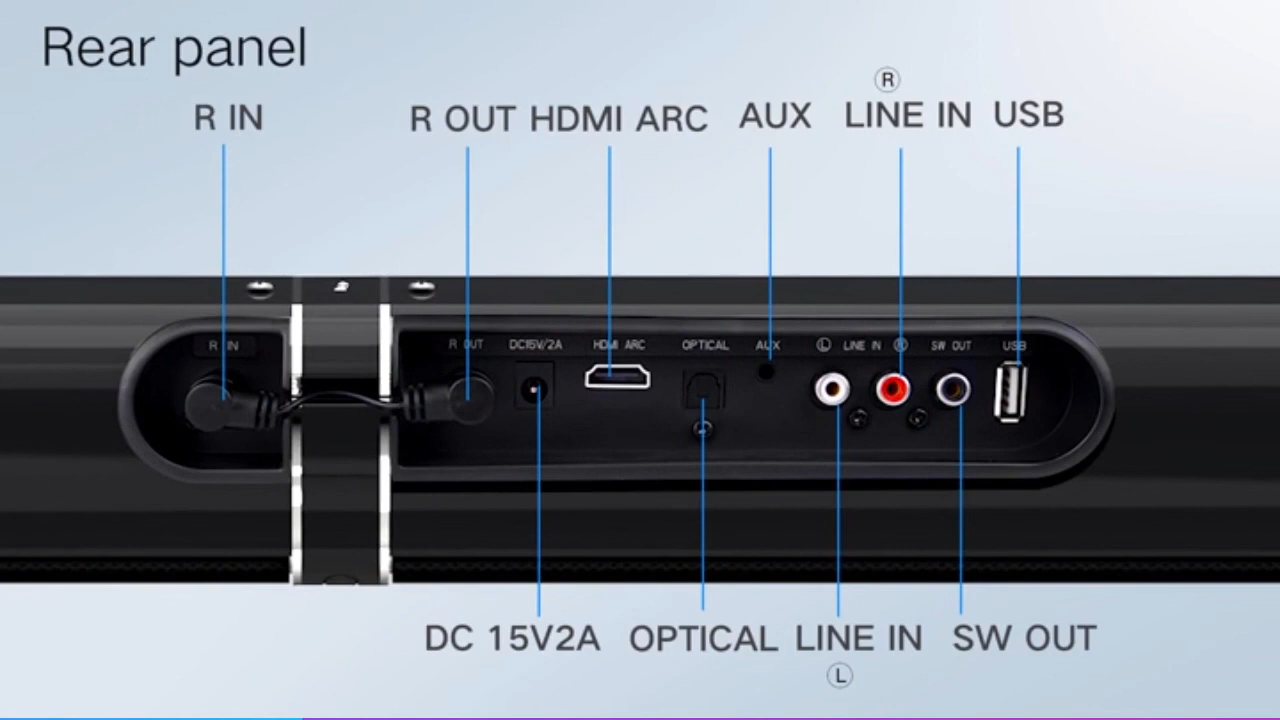 Rear panel
R
R IN
R OUT
HDMI ARC
AUX
LINE IN
USB
R IN
R OUT
DC15V/2A
HDMI ARC
OPTICAL
AUX
L LINE IN R
SW OUT
USB
DC 15V2A
OPTICAL
LINE IN
SW OUT
L